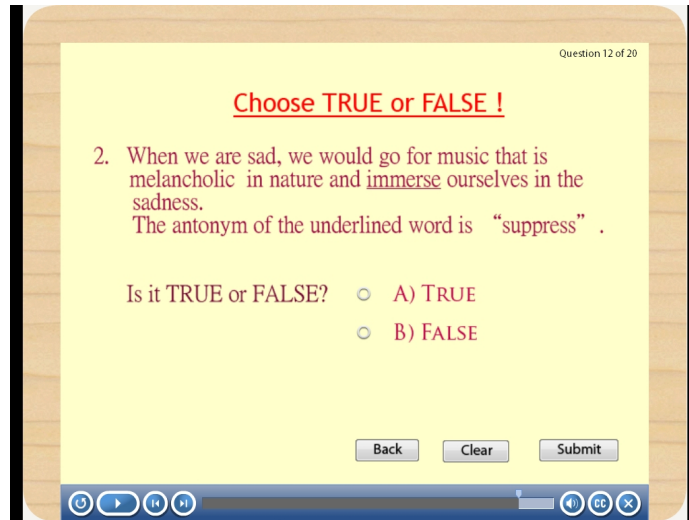 Question 12 of 20
Choose TRUE or FALSE !
2. When we are sad, we would go for music that is
melancholic in nature and immerse ourselves in the
sadness.
The antonym of the underlined word is “suppress” .
Is it TRUE or FALSE? A) TRUE
B) FALSE
Back Clear Submit
CC